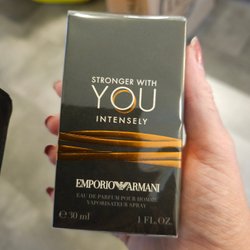 STRONGER WITH
YOU
INTENSELY
EMPORIO ARMANI
EAU DE PARFUM POUR HOMME
VAPORISATEUR SPRAY
℮ 30 ml 1 FL.OZ.